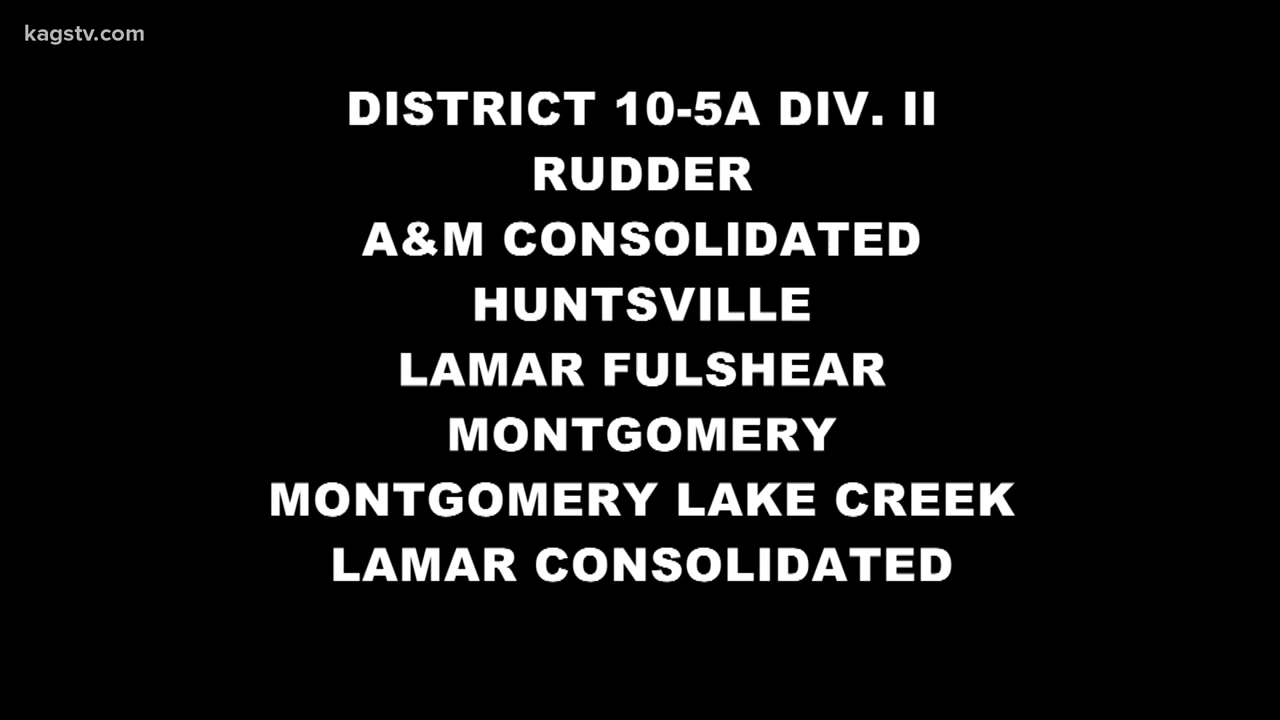 kagstv.com
DISTRICT 10-5A DIV. II
RUDDER
A&M CONSOLIDATED
HUNTSVILLE
LAMAR FULSHEAR
MONTGOMERY
MONTGOMERY LAKE CREEK
LAMAR CONSOLIDATED